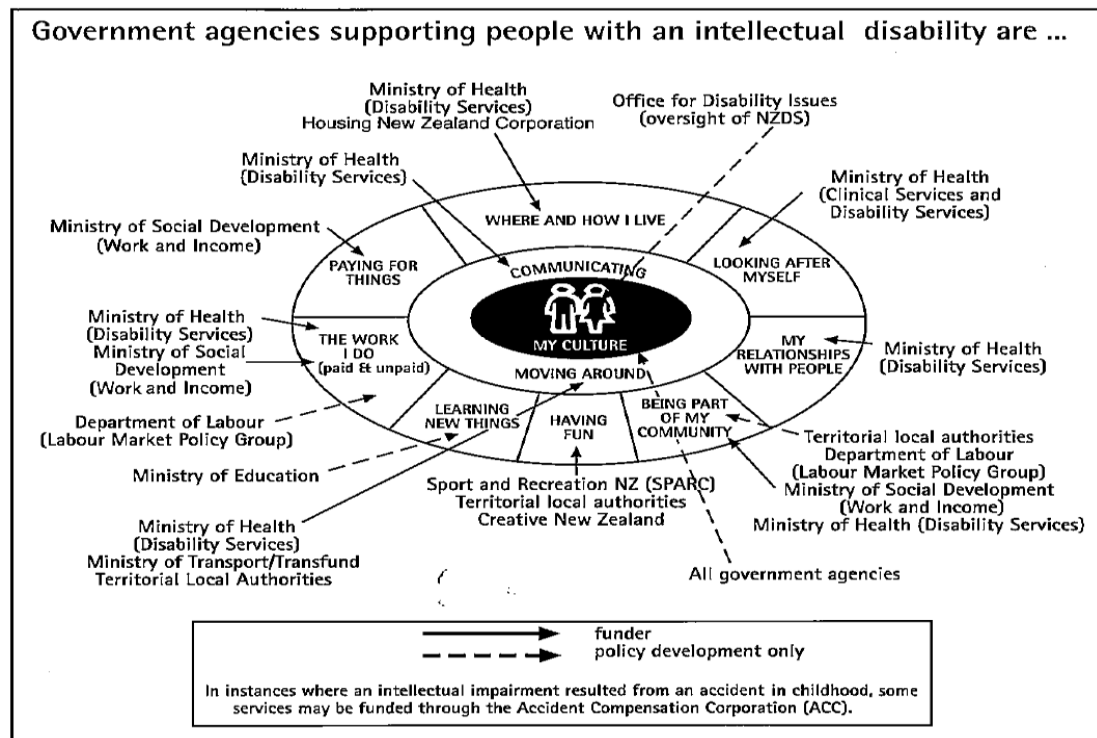 Government agencies supporting people with an intellectual disability are ...
Ministry of Health
(Disability Services)
Housing New Zealand Corporation
Office for Disability Issues
(oversight of NZDS)
Ministry of Health
(Disability Services)
Ministry of Health
(Clinical Services and
Disability Services)
Ministry of Social Development
(Work and Income)
WHERE AND HOW I LIVE
PAYING FOR
THINGS
COMMUNICATING
LOOKING AFTER
MYSELF
Ministry of Health
(Disability Services)
Ministry of Social
Development
(Work and Income)
THE WORK
I DO
(paid & unpaid)
MY CULTURE
MY
RELATIONSHIPS
WITH PEOPLE
Ministry of Health
(Disability Services)
MOVING AROUND
Department of Labour
(Labour Market Policy Group)
LEARNING
NEW THINGS
HAVING
FUN
BEING PART
OF MY
COMMUNITY
Territorial local authorities
Department of Labour
(Labour Market Policy Group)
Ministry of Social Development
(Work and Income)
Ministry of Health (Disability Services)
Ministry of Education
Sport and Recreation NZ (SPARC)
Territorial local authorities
Creative New Zealand
Ministry of Health
(Disability Services)
Ministry of Transport/Transfund
Territorial Local Authorities
All government agencies
funder
policy development only
In instances where an intellectual impairment resulted from an accident in childhood, some
services may be funded through the Accident Compensation Corporation (ACC).